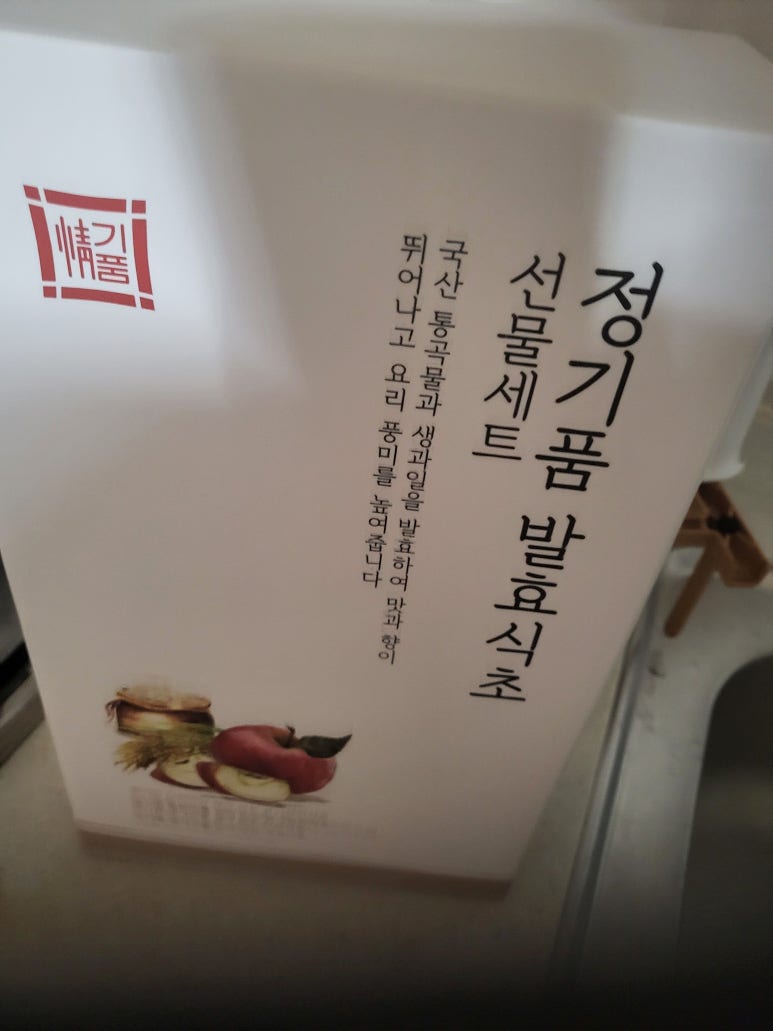 정기품 발효식초
선물세트
국산 통곡물과 생과일을 발효하여 맛과 향이
뛰어나고 요리 풍미를 높여줍니다
情기품